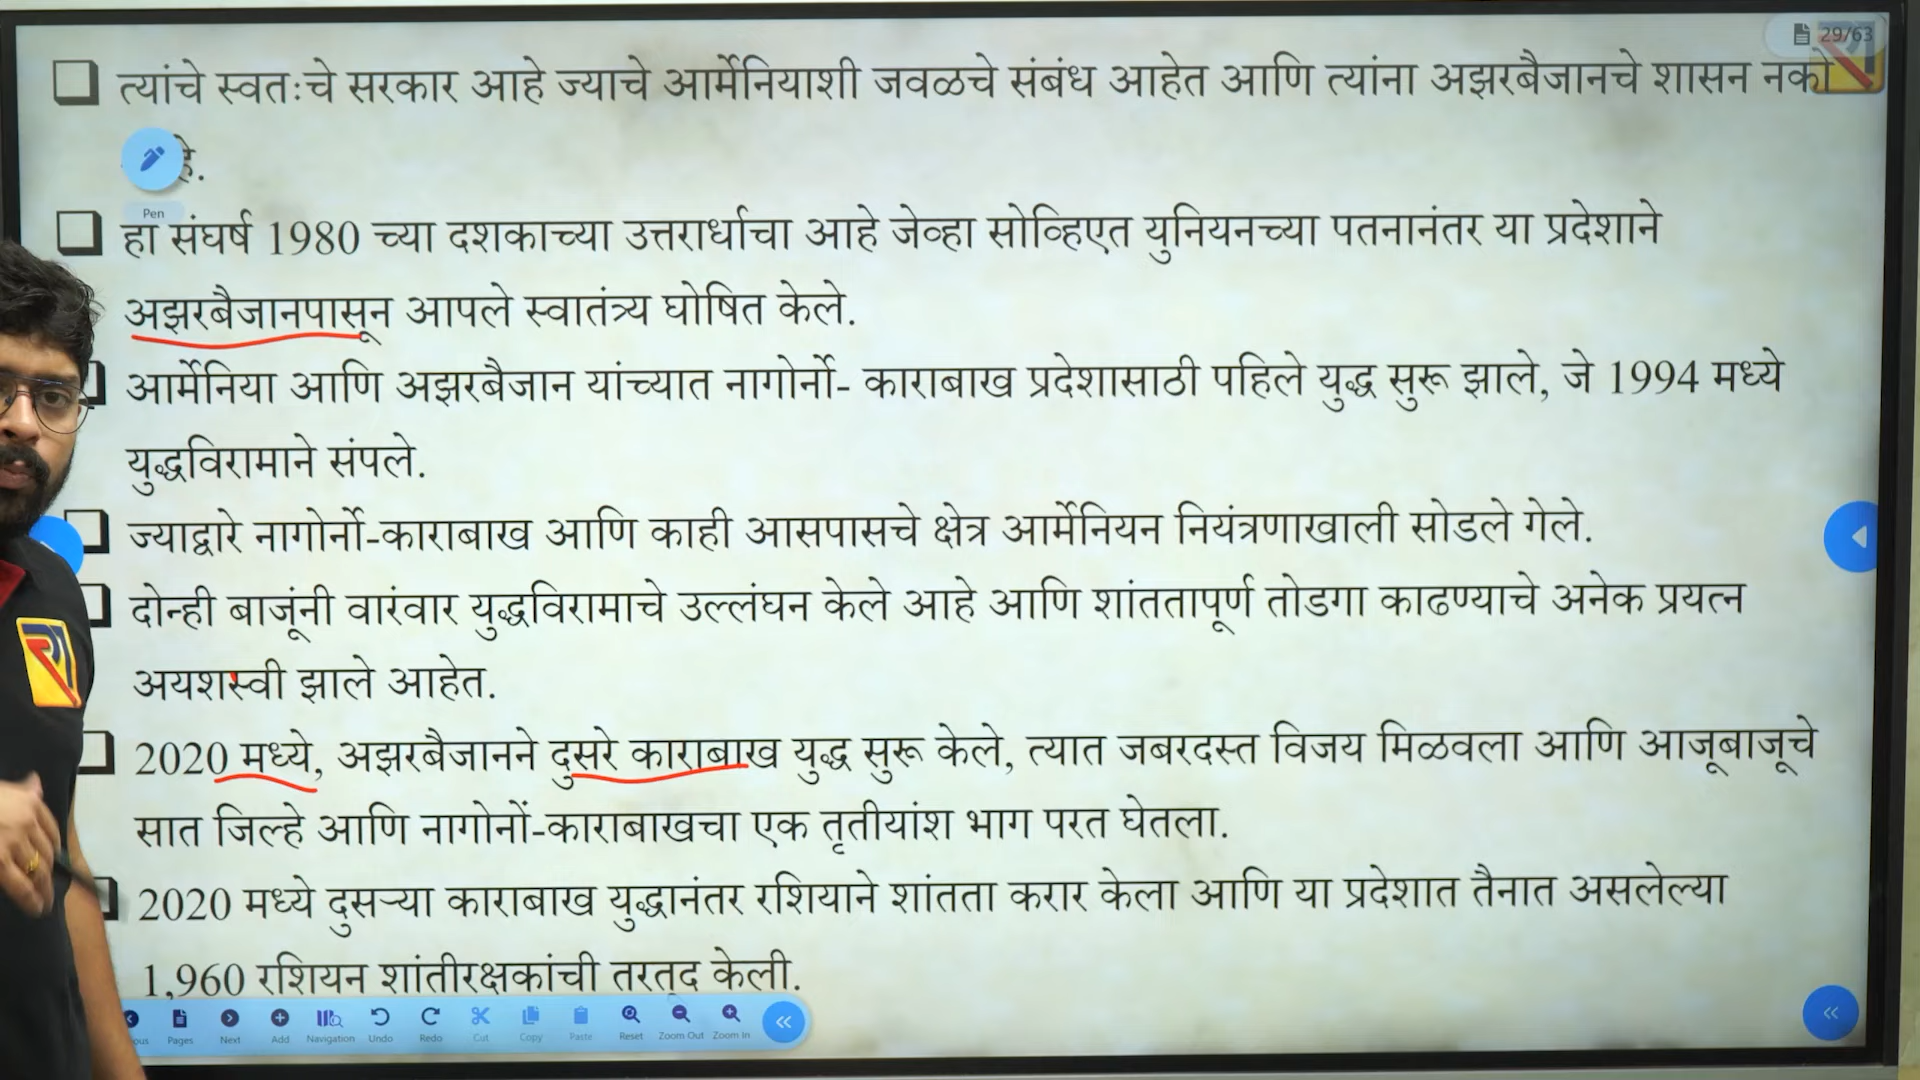 29/63
त्यांचे स्वतःचे सरकार आहे ज्याचे आर्मेनियाशी जवळचे संबंध आहेत आणि त्यांना अझरबैजानचे शासन नको
हे.
Pen
हा संघर्ष 1980 च्या दशकाच्या उत्तरार्धाचा आहे जेव्हा सोव्हिएत युनियनच्या पतनानंतर या प्रदेशाने
अझरबैजानपासून आपले स्वातंत्र्य घोषित केले.
आर्मेनिया आणि अझरबैजान यांच्यात नागोर्नो- काराबाख प्रदेशासाठी पहिले युद्ध सुरू झाले, जे 1994 मध्ये
युद्धविरामाने संपले.
ज्याद्वारे नागोर्नो-काराबाख आणि काही आसपासचे क्षेत्र आर्मेनियन नियंत्रणाखाली सोडले गेले.
दोन्ही बाजूंनी वारंवार युद्धविरामाचे उल्लंघन केले आहे आणि शांततापूर्ण तोडगा काढण्याचे अनेक प्रयत्न
अयशस्वी झाले आहेत.
2020 मध्ये, अझरबैजानने दुसरे काराबाख युद्ध सुरू केले, त्यात जबरदस्त विजय मिळवला आणि आजूबाजूचे
सात जिल्हे आणि नागोर्नो-काराबाखचा एक तृतीयांश भाग परत घेतला.
2020 मध्ये दुसऱ्या काराबाख युद्धानंतर रशियाने शांतता करार केला आणि या प्रदेशात तैनात असलेल्या
1,960 रशियन शांतीरक्षकांची तरतूद केली.
ous Pages Next Add Navigation Undo Redo Cut Copy Paste Reset Zoom Out Zoom In